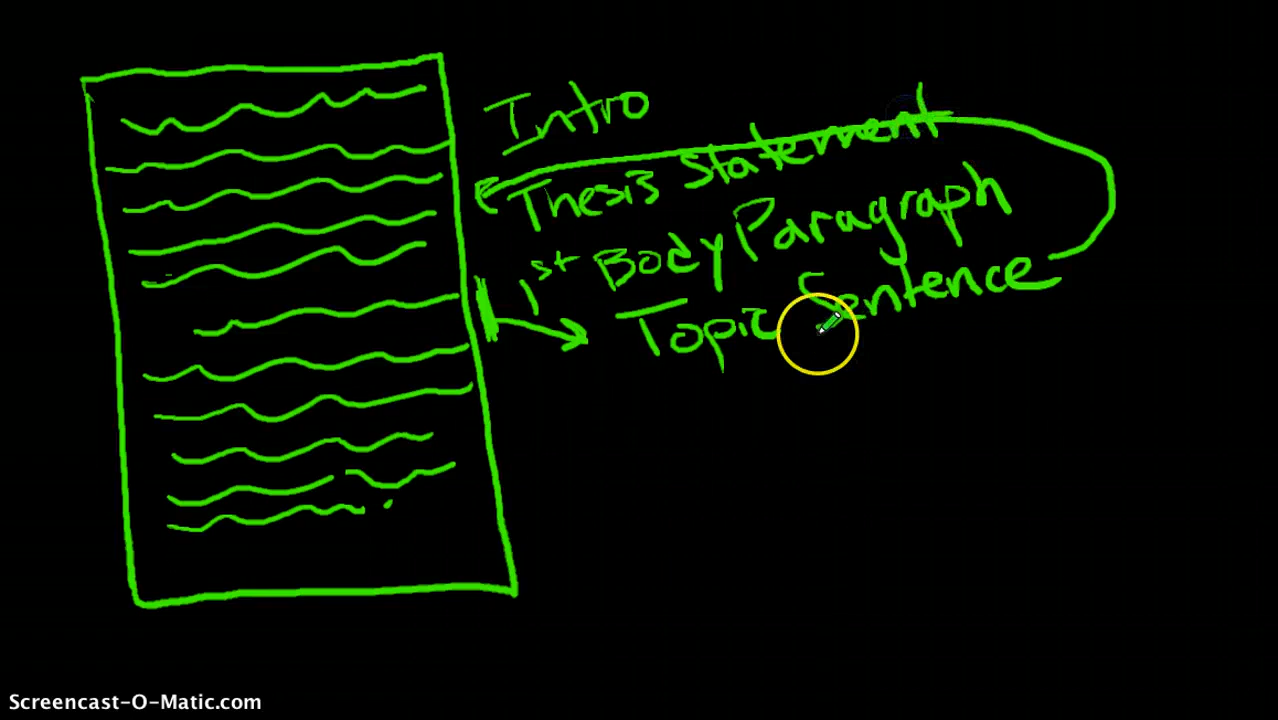 Intro
Thesis Statement
1st Body Paragraph
Topic Sentence
Screencast-O-Matic.com